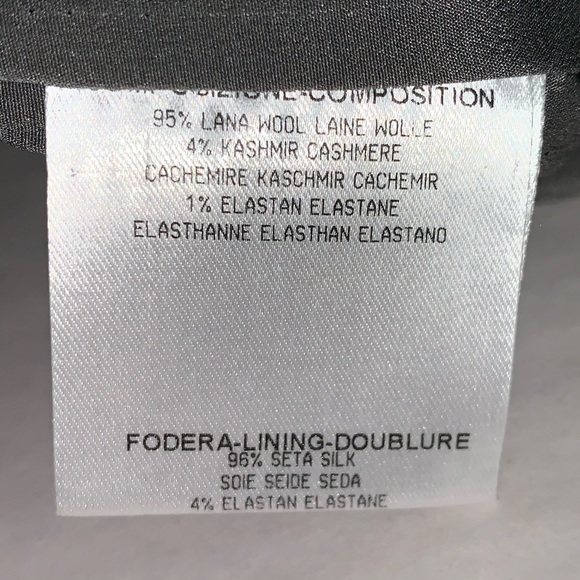 COMPOSIZIONE-COMPOSITION
95% LANA WOOL LAINE WOLLE
4% KASHMIR CASHMERE
CACHEMIRE KASCHMIR CACHEMIR
1% ELASTAN ELASTANE
ELASTHANNE ELASTHAN ELASTANO
FODERA-LINING-DOUBLURE
96% SETA SILK
SOIE SEIDE SEDA
4% ELASTAN ELASTANE